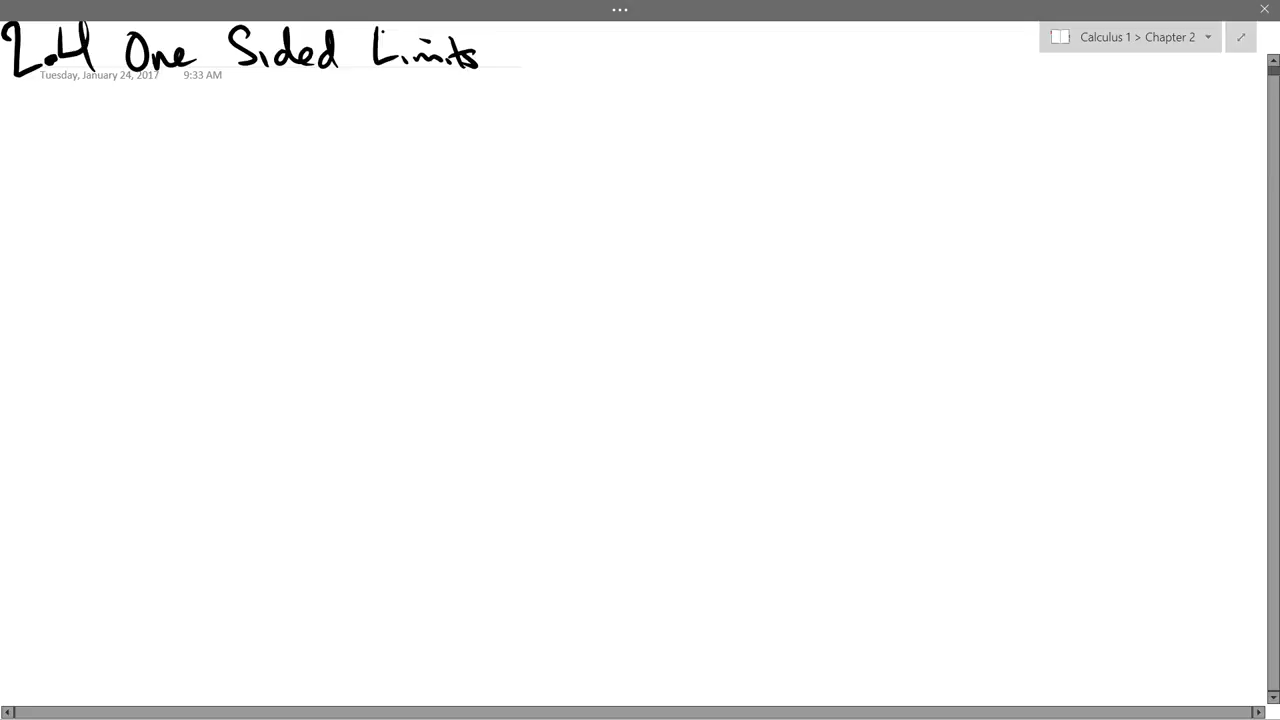 2.4 One Sided Limits
Calculus 1 > Chapter 2
Tuesday, January 24, 2017 9:33 AM